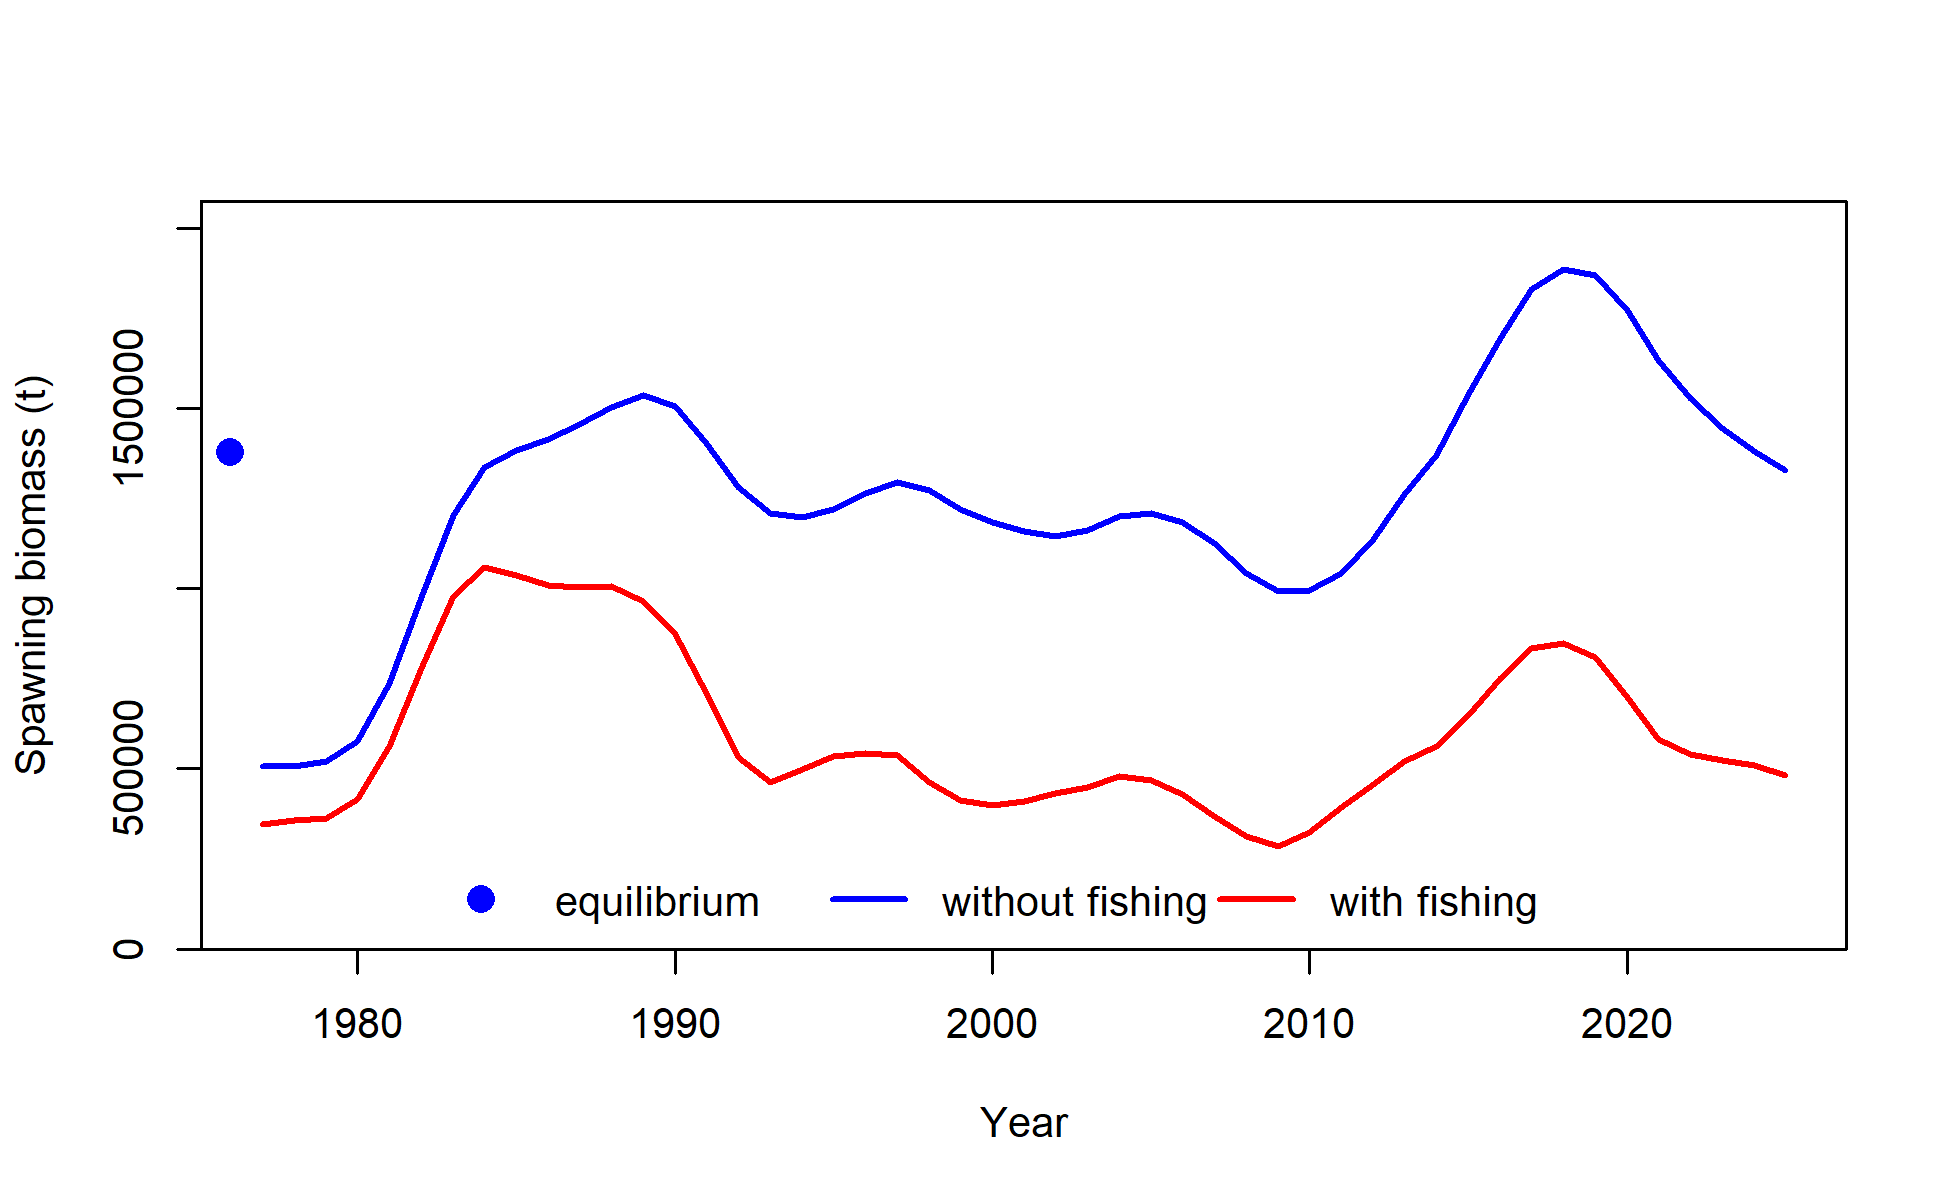 Spawning biomass (t)
1500000
500000
0
equilibrium without fishing with fishing
1980 1990 2000 2010 2020
Year